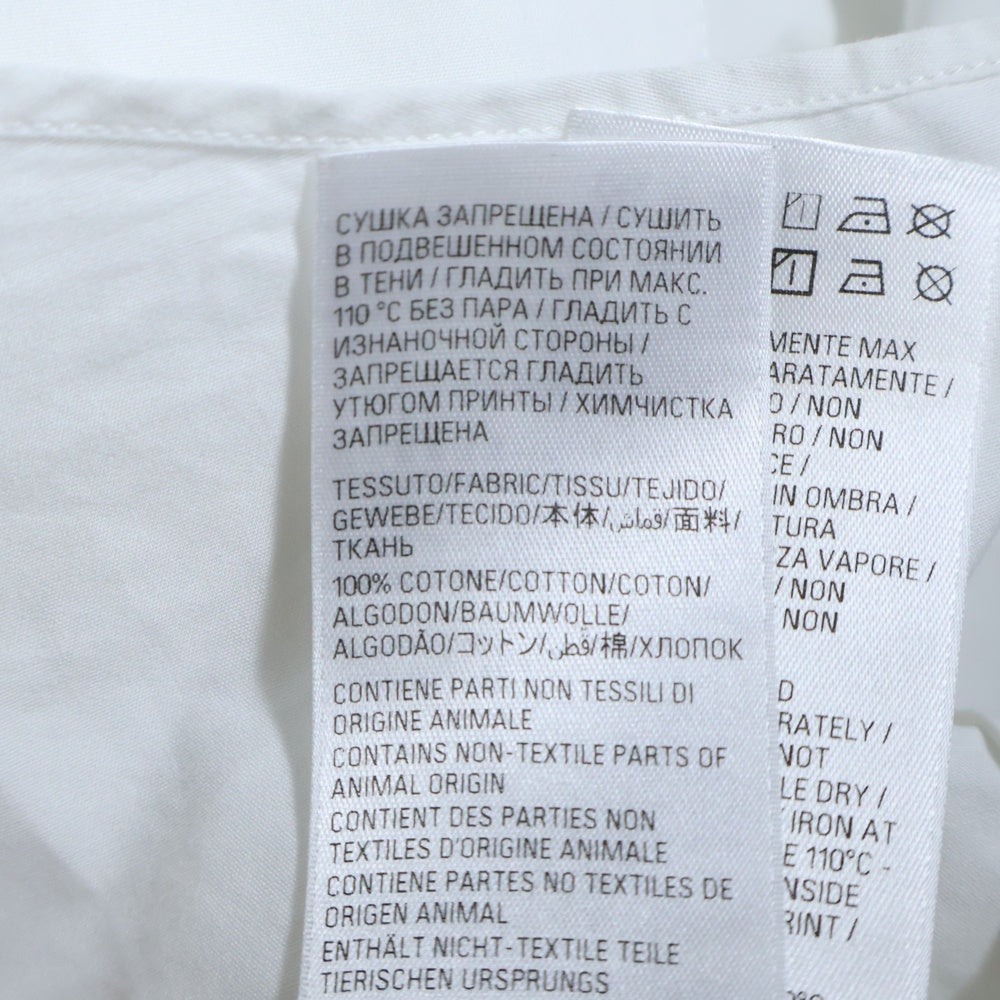 СУШКА ЗАПРЕЩЕНА / СУШИТЬ
В ПОДВЕШЕННОМ СОСТОЯНИИ
В ТЕНИ / ГЛАДИТЬ ПРИ МАКС.
110 °C БЕЗ ПАРА / ГЛАДИТЬ С
ИЗНАНОЧНОЙ СТОРОНЫ /
ЗАПРЕЩАЕТСЯ ГЛАДИТЬ
УТЮГОМ ПРИНТЫ / ХИМЧИСТКА
ЗАПРЕЩЕНА
TESSUTO/FABRIC/TISSU/TEJIDO/
GEWEBE/TECIDO/本体/قماش/面料/
ТКАНЬ
100% COTONE/COTTON/COTON/
ALGODON/BAUMWOLLE/
ALGODÃO/コットン/قطن/棉/ХЛОПОК
CONTIENE PARTI NON TESSILI DI
ORIGINE ANIMALE
CONTAINS NON-TEXTILE PARTS OF
ANIMAL ORIGIN
CONTIENT DES PARTIES NON
TEXTILES D'ORIGINE ANIMALE
CONTIENE PARTES NO TEXTILES DE
ORIGEN ANIMAL
ENTHÄLT NICHT-TEXTILE TEILE
TIERISCHEN URSPRUNGS
MENTE MAX
ARATAMENTE /
O / NON
RO / NON
CE /
IN OMBRA /
TURA
ZA VAPORE /
/ NON
NON
D
RATELY /
NOT
LE DRY /
IRON AT
E 110°C -
NSIDE
RINT /